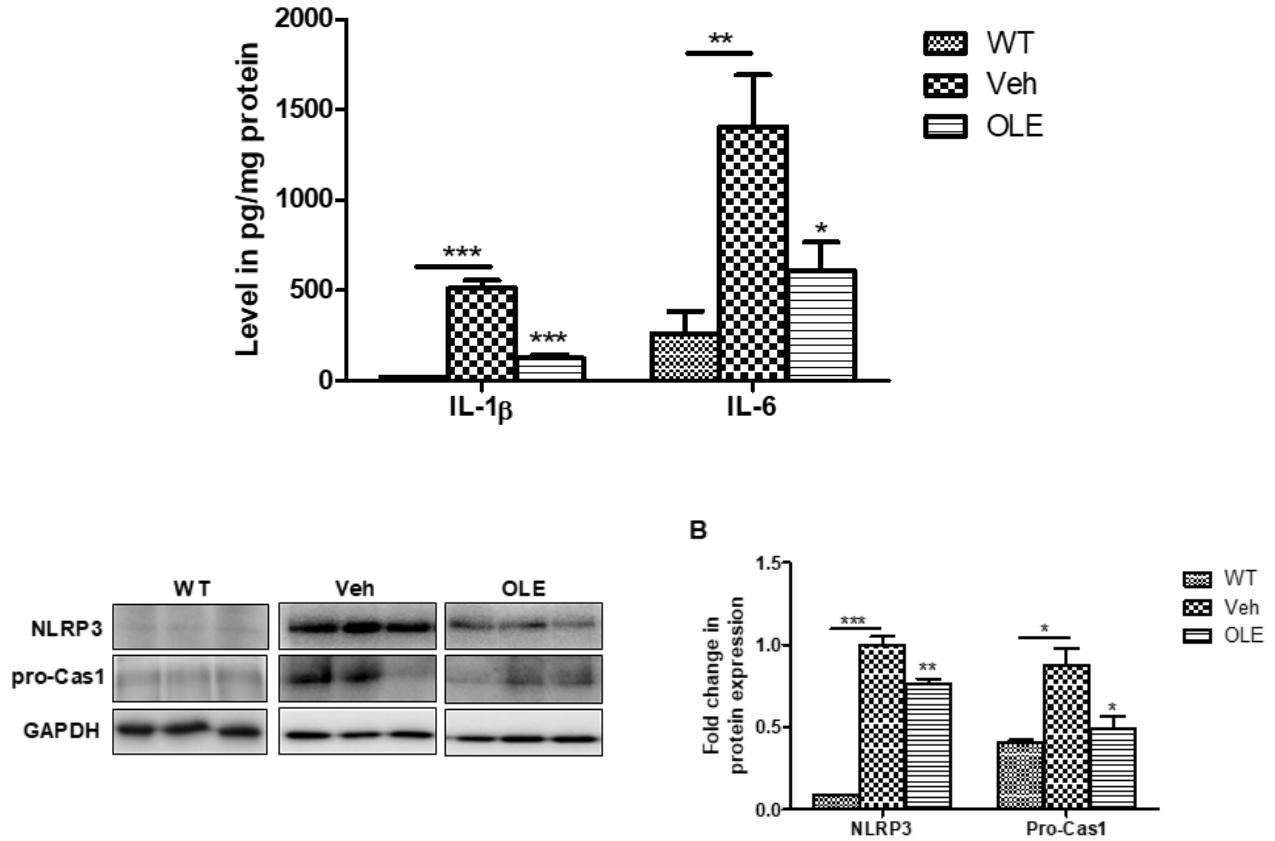 2000
1500
1000
500
0
Level in pg/mg protein
***
***
**
*
IL-1β
IL-6
WT
Veh
OLE
WT
Veh
OLE
NLRP3
pro-Cas1
GAPDH
B
1.5
1.0
0.5
0.0
Fold change in
protein expression
***
**
*
*
NLRP3
Pro-Cas1
WT
Veh
OLE